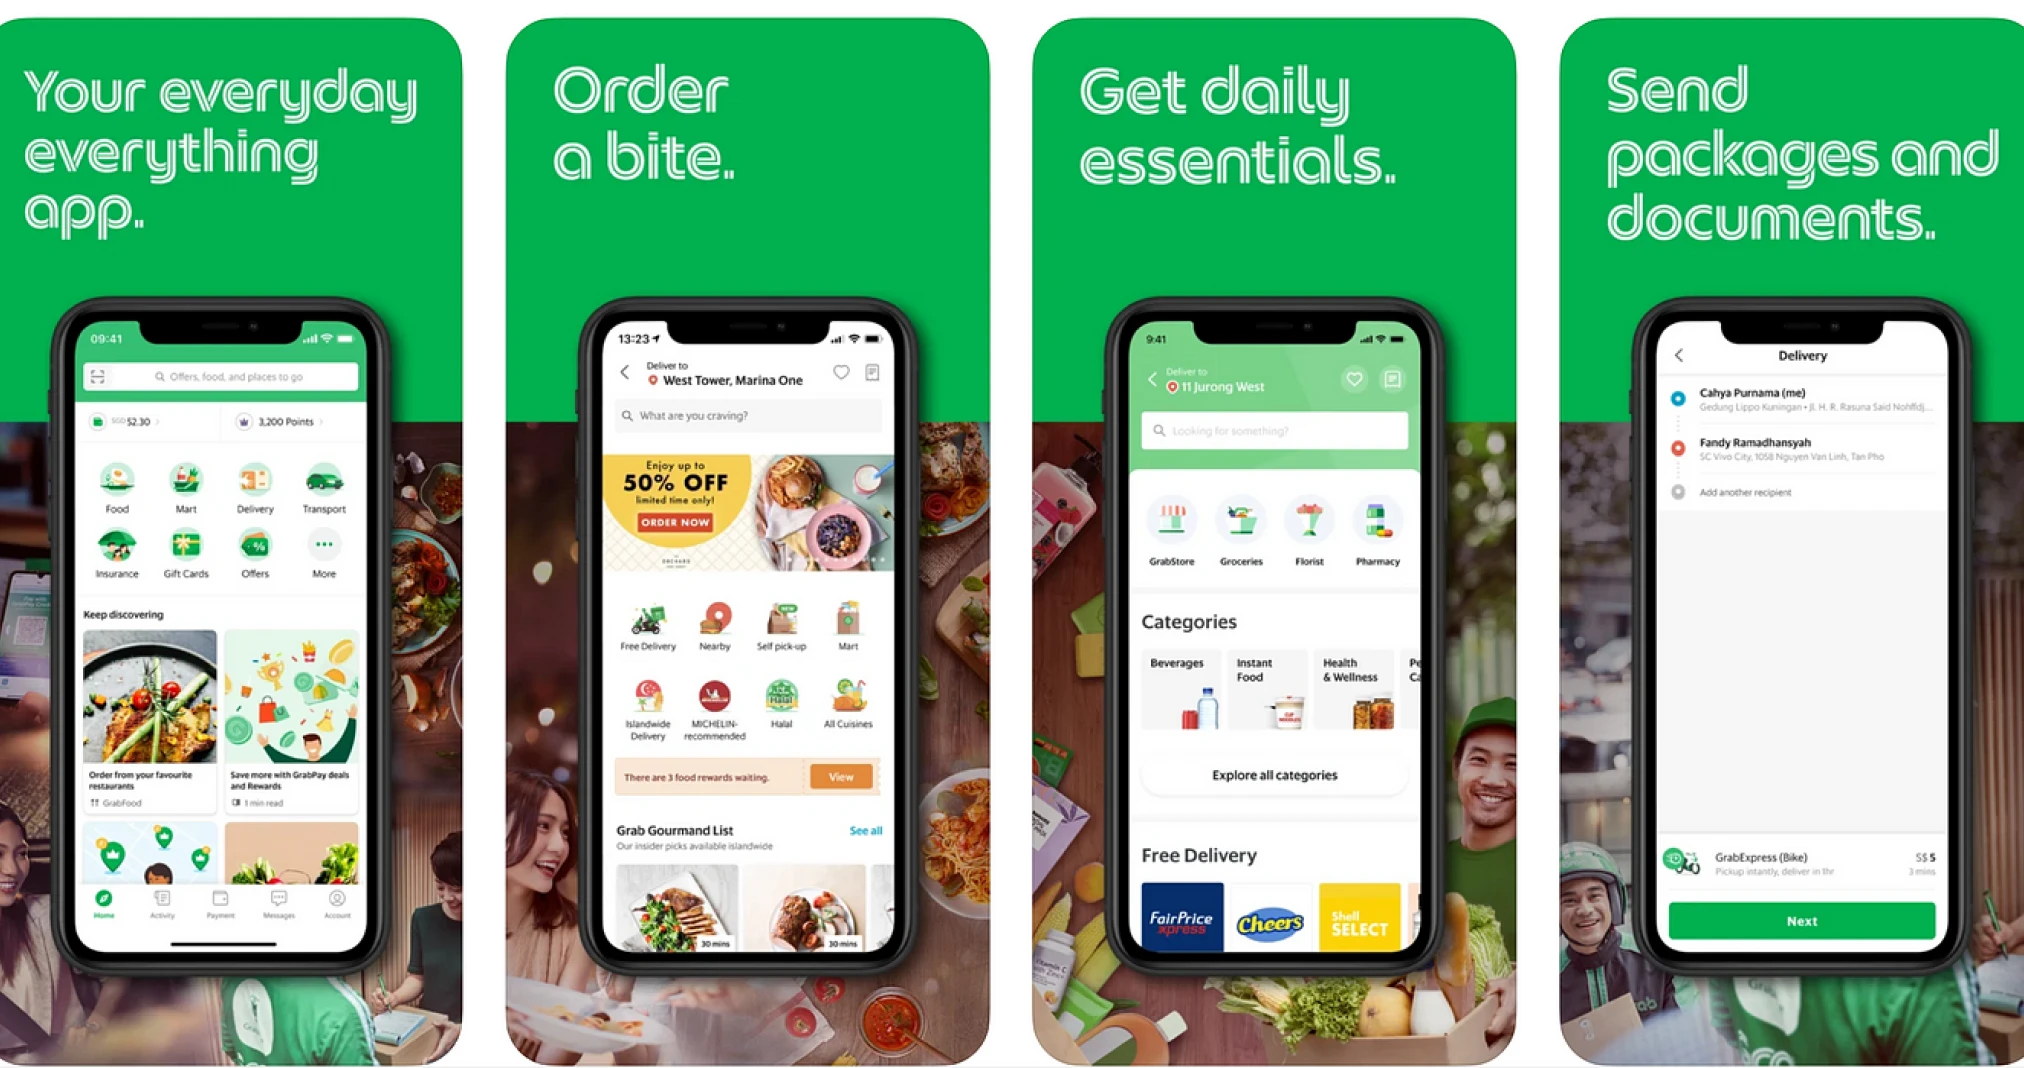 Your everyday
everything
app..
09:41
Offers, food, and places to go
SGD 52.30
3,200 Points
Food
Mart
Delivery
Transport
Insurance
Gift Cards
Offers
More
Keep discovering
Order from your favourite
restaurants
GrabFood
Save more with GrabPay deals
and Rewards
1 min read
Home
Activity
Payment
Messages
Account
Order
a bite..
13:23
Deliver to
West Tower, Marina One
What are you craving?
Enjoy up to
50% OFF
limited time only!
ORDER NOW
Free Delivery
Nearby
NEW
Self pick-up
Mart
Islandwide
Delivery
MICHELIN-
recommended
Halal
Halal
All Cuisines
There are 3 food rewards waiting.
View
Grab Gourmand List
See all
Our insider picks available islandwide
30 mins
30 mins
Get daily
essentials..
9:41
Deliver to
11 Jurong West
Looking for something?
GrabStore
Groceries
Florist
Pharmacy
Categories
Beverages
Instant
Food
CUP
NOODLES
Health
& Wellness
Pe
Ca
Explore all categories
Free Delivery
FairPrice
xpress
Cheers
Shell
SELECT
Send
packages and
documents..
Delivery
Cahya Purnama (me)
Gedung Lippo Kuningan • Jl. H. R. Rasuna Said
Fandy Ramadhansyah
SC Vivo City, 1058 Nguyen Van Linh, Tan Pho
Add another recipient
GrabExpress (Bike)
S$ 5
Pickup intantly, deliver in 1hr
3 mins
Next